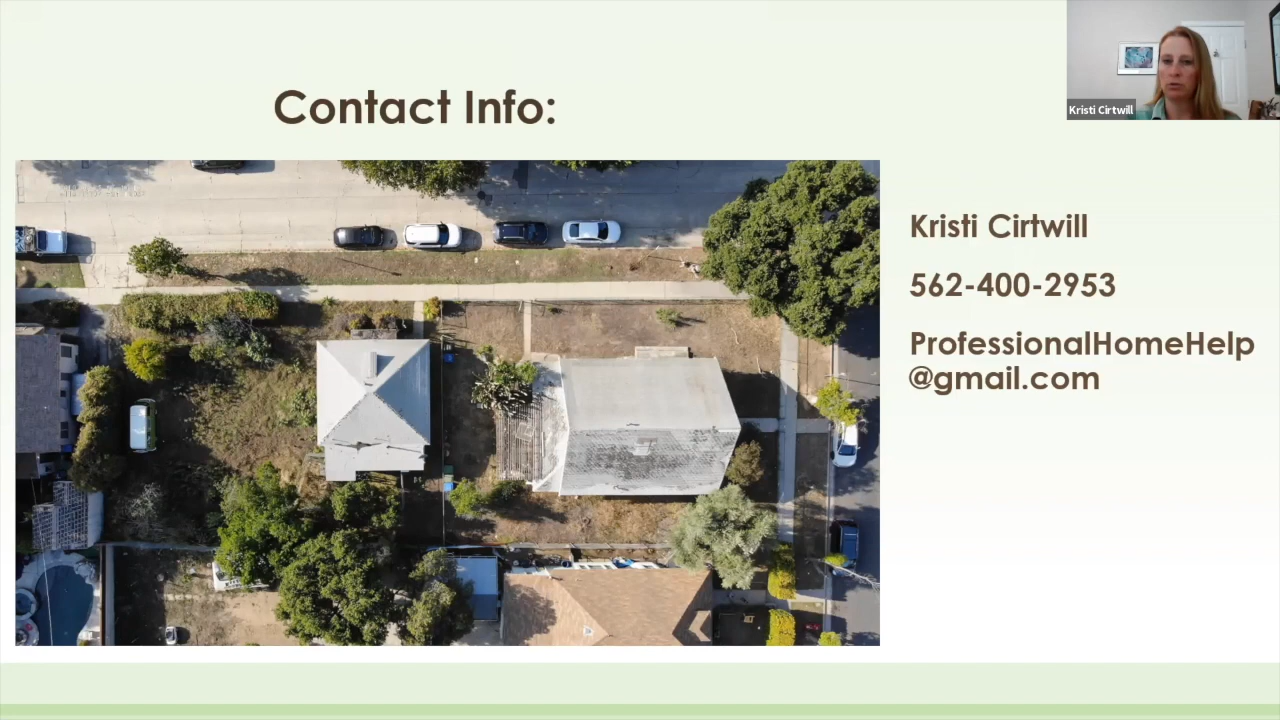 Contact Info:
Kristi Cirtwill
Kristi Cirtwill
562-400-2953
ProfessionalHomeHelp
@gmail.com